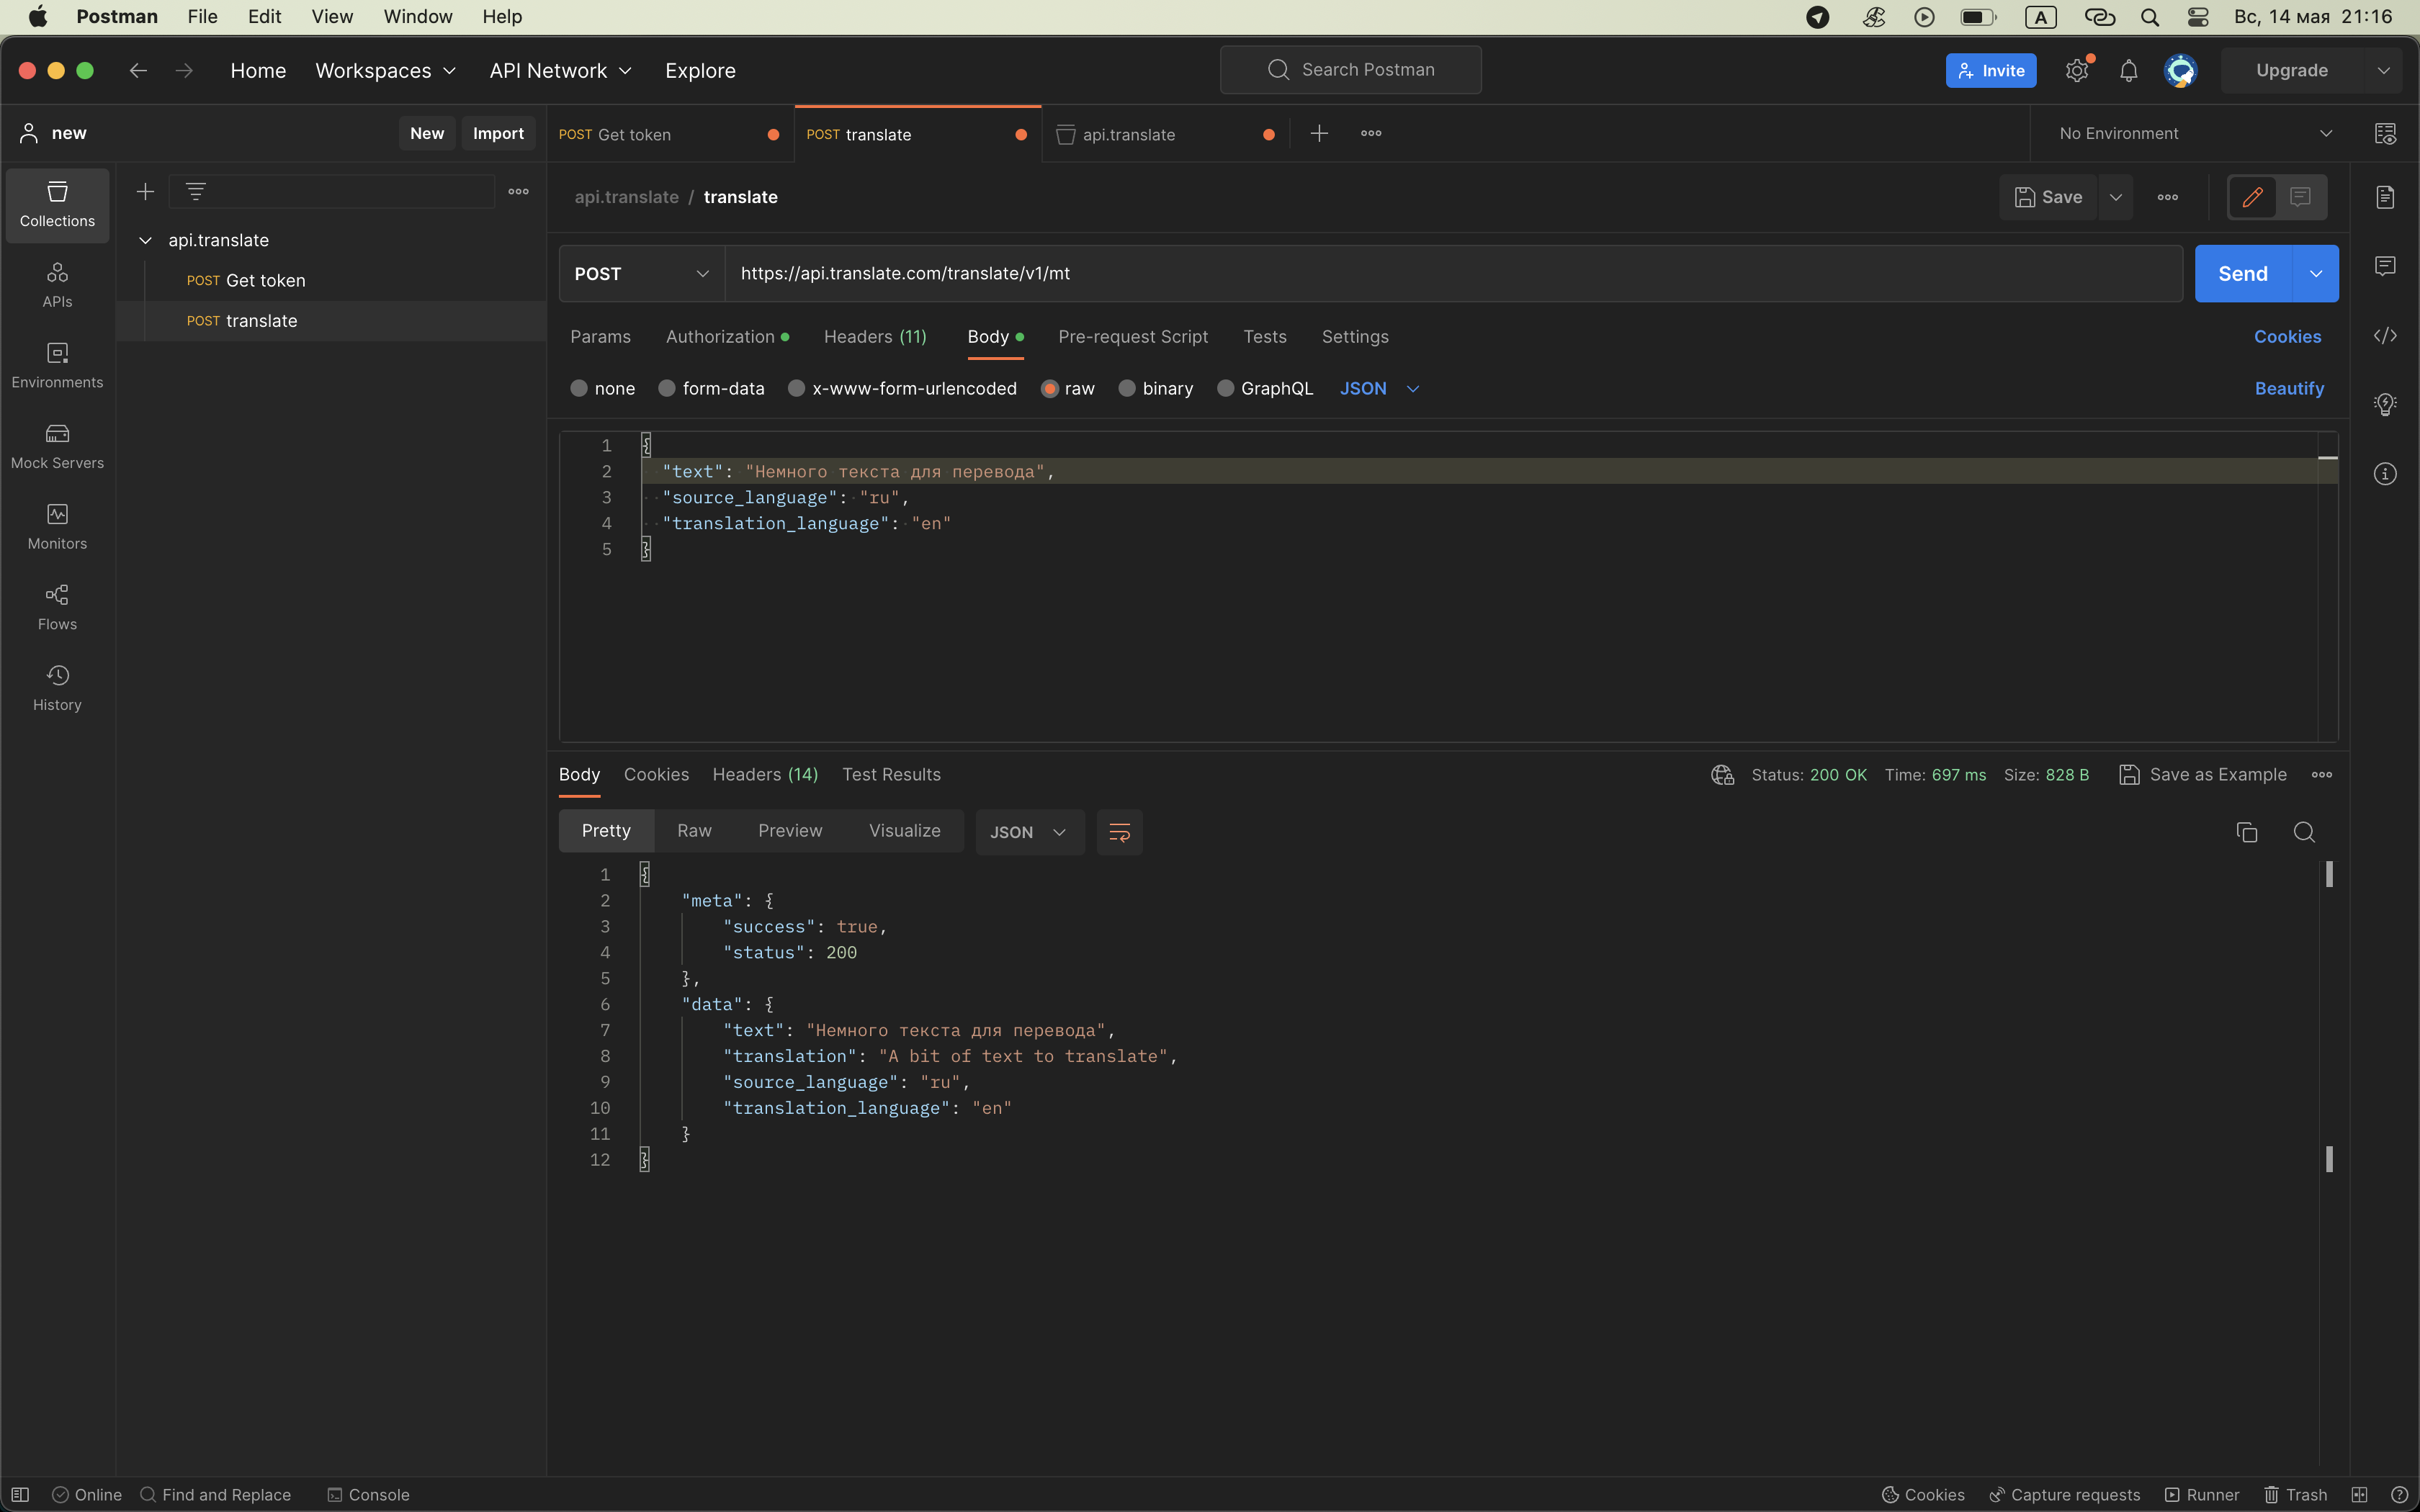 Postman File Edit View Window Help A Вс, 14 мая 21:16
Home Workspaces API Network Explore Search Postman Invite Upgrade
new New Import POST Get token POST translate api.translate No Environment
api.translate / translate Save
Collections
api.translate
POST Get token
POST translate
APIs
Environments
Mock Servers
Monitors
Flows
History
POST https://api.translate.com/translate/v1/mt Send
Params Authorization Headers (11) Body Pre-request Script Tests Settings Cookies
none form-data x-www-form-urlencoded raw binary GraphQL JSON Beautify
1 {
2 "text": "Немного текста для перевода",
3 "source_language": "ru",
4 "translation_language": "en"
5 }
Body Cookies Headers (14) Test Results Status: 200 OK Time: 697 ms Size: 828 B Save as Example
Pretty Raw Preview Visualize JSON
1 {
2 "meta": {
3 "success": true,
4 "status": 200
5 },
6 "data": {
7 "text": "Немного текста для перевода",
8 "translation": "A bit of text to translate",
9 "source_language": "ru",
10 "translation_language": "en"
11 }
12 }
Online Find and Replace Console Cookies Capture requests Runner Trash